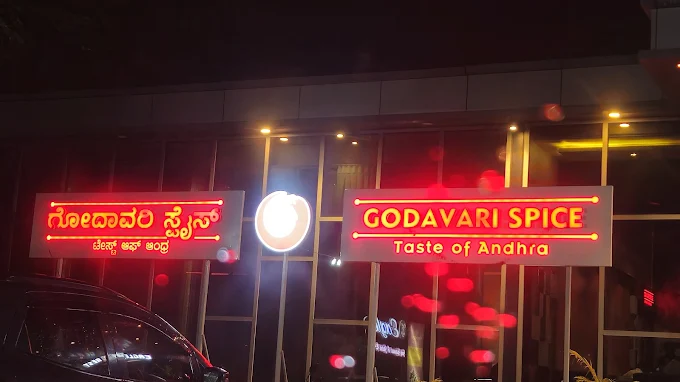 ಗೋದಾವರಿ ಸ್ಪೈಸ್
ಟೇಸ್ಟ್ ಆಫ್ ಆಂಧ್ರ
GODAVARI SPICE
Taste of Andhra